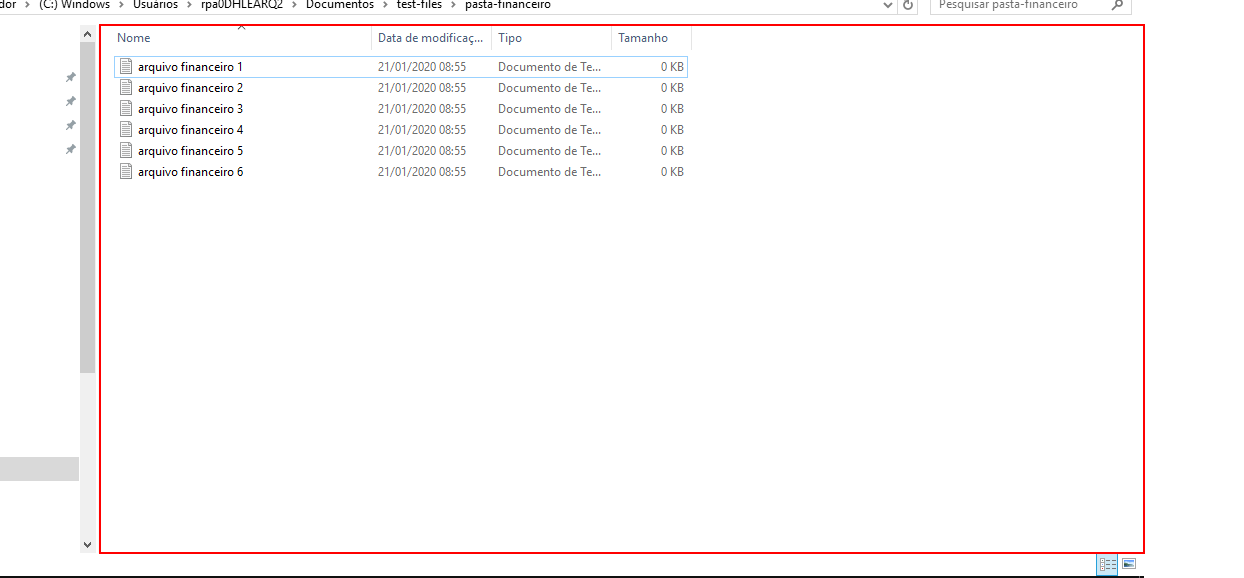 dor > (C:) Windows > Usuários > rpa0DHLEARQ2 > Documentos > test-files > pasta-financeiro
Pesquisar pasta-financeiro
Nome Data de modificaç... Tipo Tamanho
arquivo financeiro 1 21/01/2020 08:55 Documento de Te... 0 KB
arquivo financeiro 2 21/01/2020 08:55 Documento de Te... 0 KB
arquivo financeiro 3 21/01/2020 08:55 Documento de Te... 0 KB
arquivo financeiro 4 21/01/2020 08:55 Documento de Te... 0 KB
arquivo financeiro 5 21/01/2020 08:55 Documento de Te... 0 KB
arquivo financeiro 6 21/01/2020 08:55 Documento de Te... 0 KB